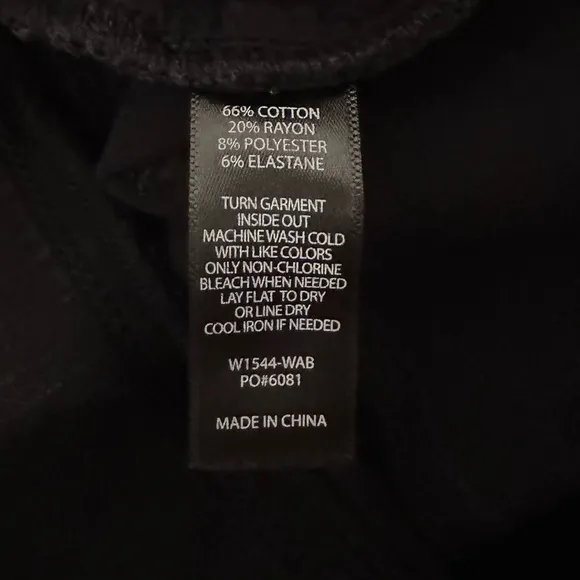 66% COTTON
20% RAYON
8% POLYESTER
6% ELASTANE
TURN GARMENT
INSIDE OUT
MACHINE WASH COLD
WITH LIKE COLORS
ONLY NON-CHLORINE
BLEACH WHEN NEEDED
LAY FLAT TO DRY
OR LINE DRY
COOL IRON IF NEEDED
W1544-WAB
PO#6081
MADE IN CHINA